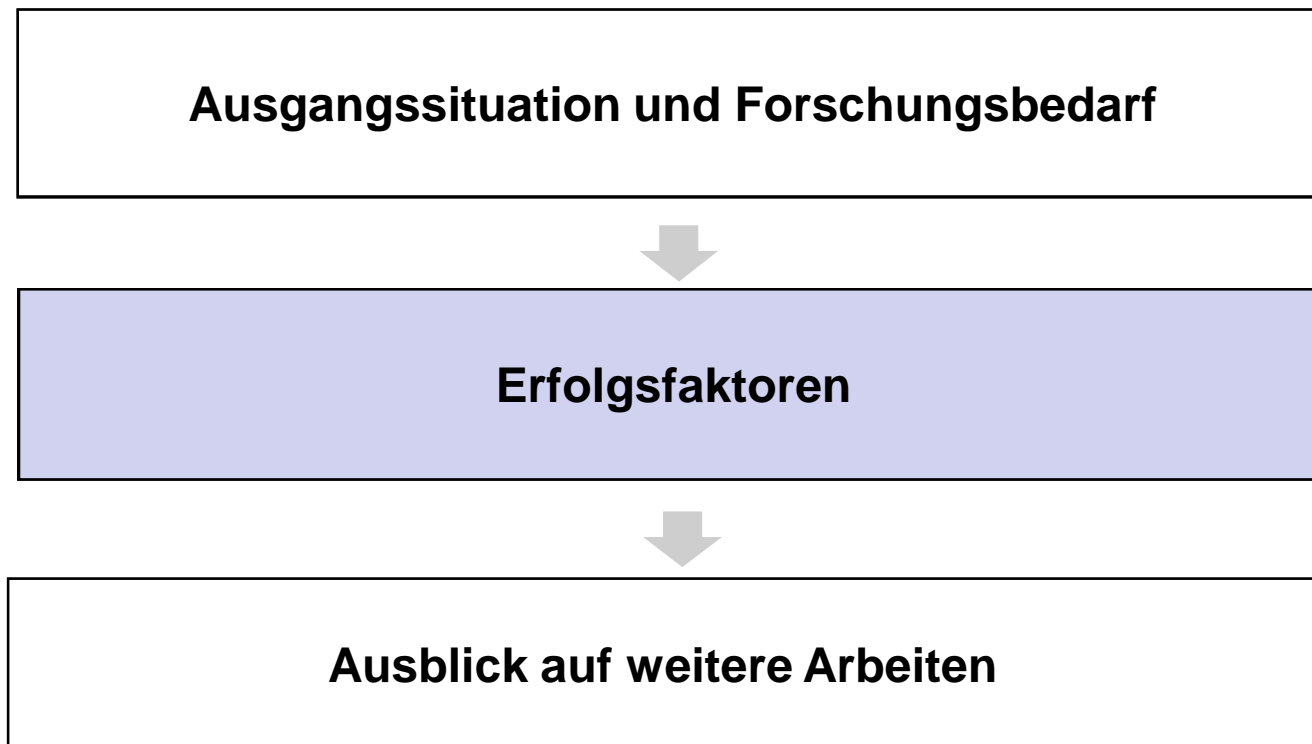 Ausgangssituation und Forschungsbedarf
Erfolgsfaktoren
Ausblick auf weitere Arbeiten